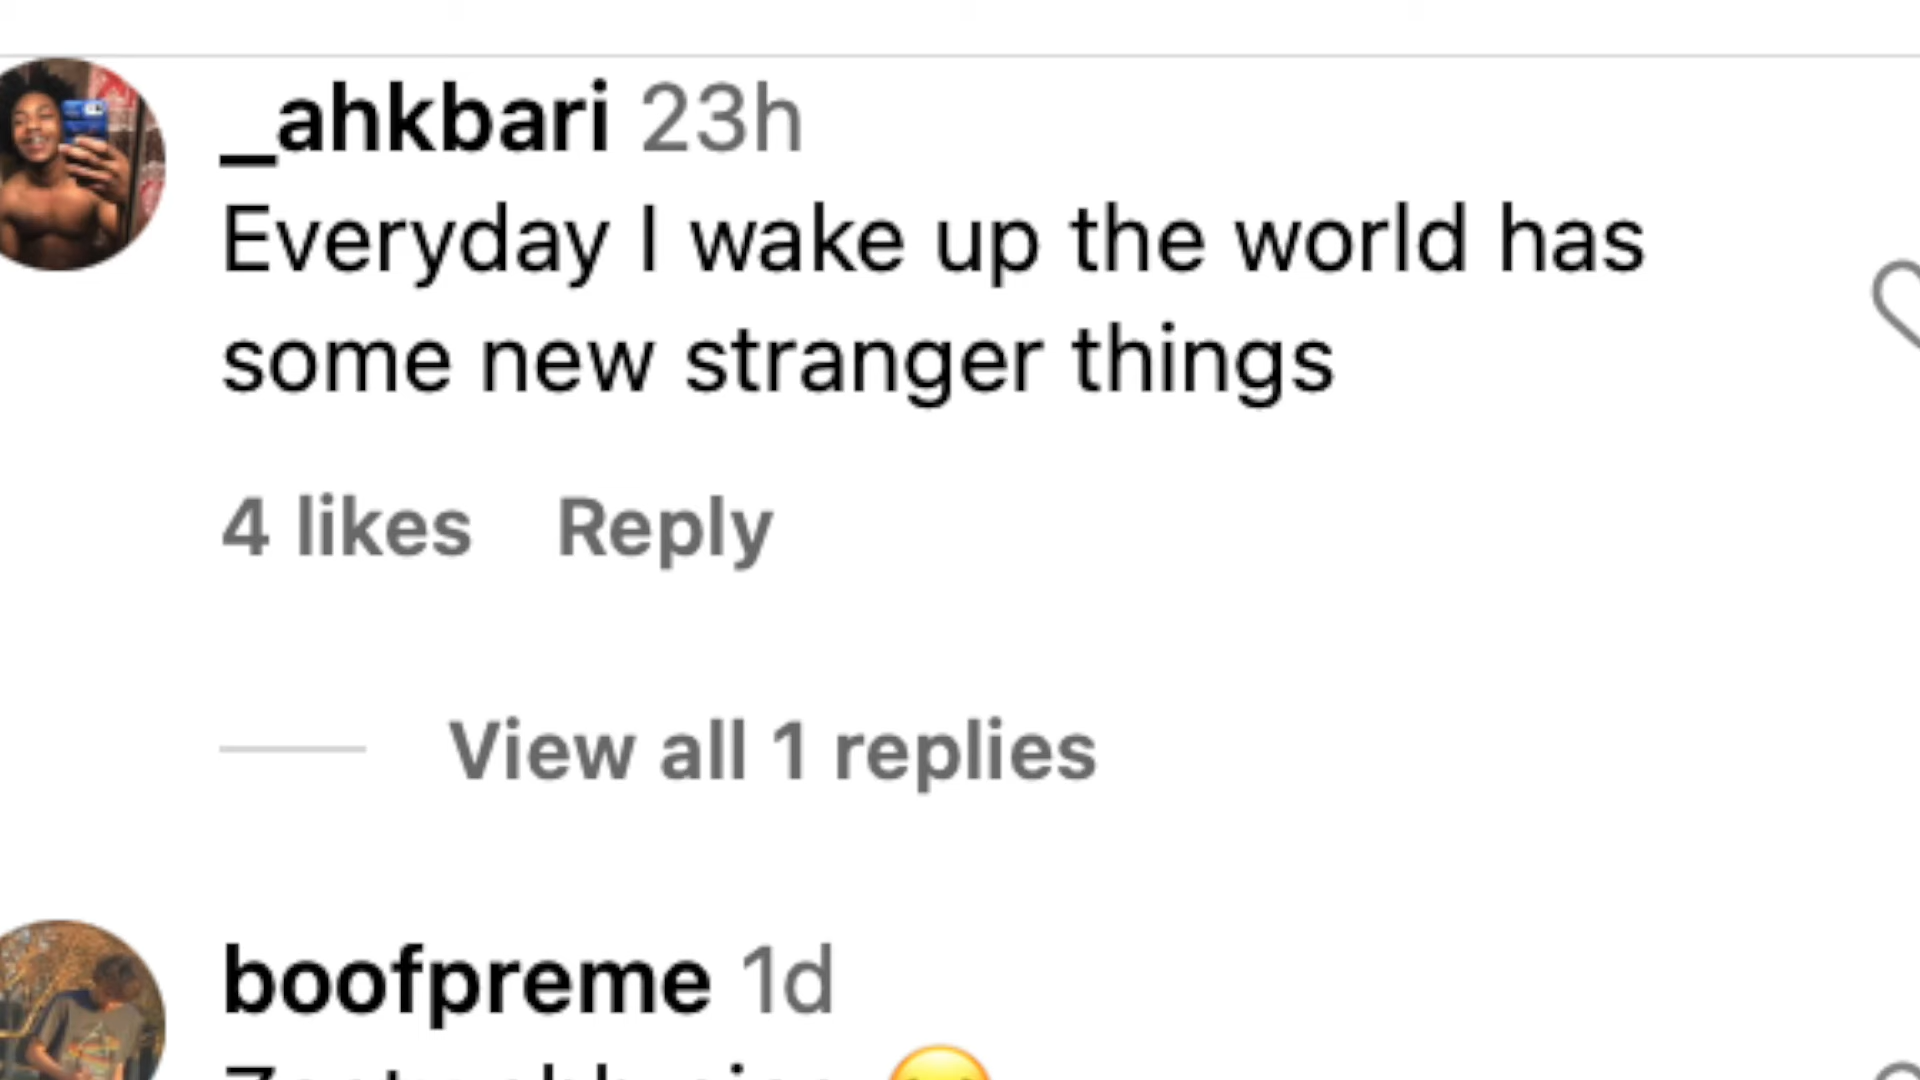 _ahkbari 23h
Everyday I wake up the world has
some new stranger things
4 likes Reply
View all 1 replies
boofpreme 1d